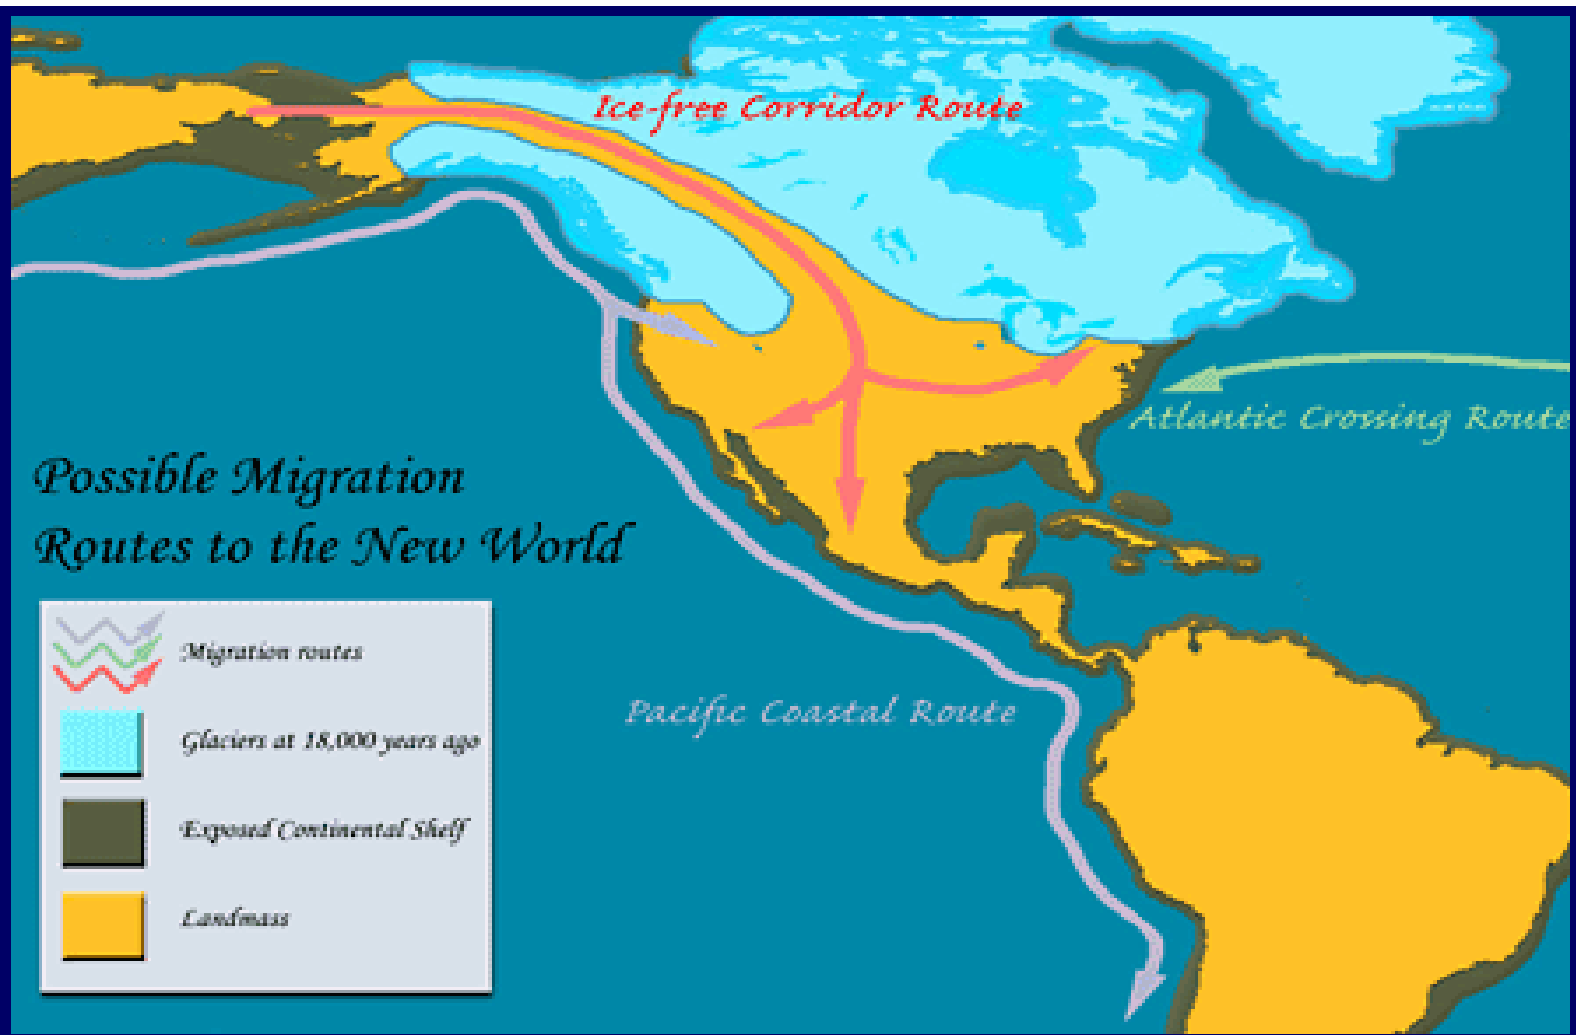 Ice-free Corridor Route
Atlantic Crossing Route
Possible Migration
Routes to the New World
Pacific Coastal Route
Migration routes
Glaciers at 18,000 years ago
Exposed Continental Shelf
Landmass